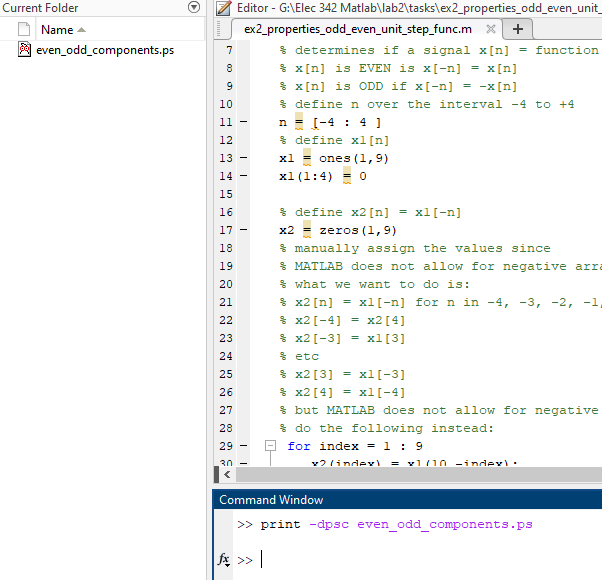 Current Folder
Name
even_odd_components.ps
Editor - G:\Elec 342 Matlab\lab2\tasks\ex2_properties_odd_even_unit_
ex2_properties_odd_even_unit_step_func.m
7 % determines if a signal x[n] = function
8 % x[n] is EVEN is x[-n] = x[n]
9 % x[n] is ODD if x[-n] = -x[n]
10 % define n over the interval -4 to +4
11 n = [-4 : 4 ]
12 % define x1[n]
13 x1 = ones(1,9)
14 x1(1:4) = 0
15
16 % define x2[n] = x1[-n]
17 x2 = zeros(1,9)
18 % manually assign the values since
19 % MATLAB does not allow for negative arra
20 % what we want to do is:
21 % x2[n] = x1[-n] for n in -4, -3, -2, -1,
22 % x2[-4] = x2[4]
23 % x2[-3] = x1[3]
24 % etc
25 % x2[3] = x1[-3]
26 % x2[4] = x1[-4]
27 % but MATLAB does not allow for negative
28 % do the following instead:
29 for index = 1 : 9
30 x2(index) = x1(10 -index);
Command Window
>> print -dpsc even_odd_components.ps
fx >>